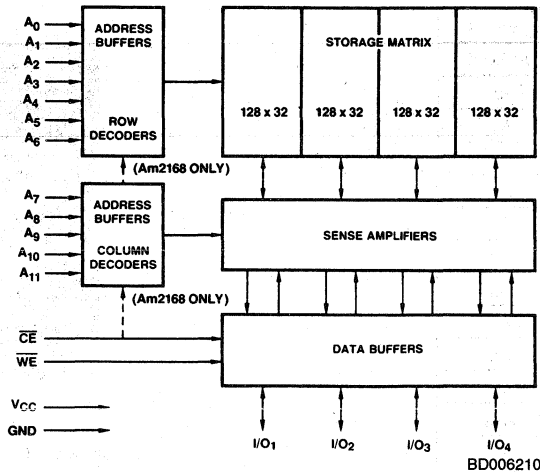 A0
A1
A2
A3
A4
A5
A6
ADDRESS
BUFFERS
ROW
DECODERS
STORAGE MATRIX
128 x 32
128 x 32
128 x 32
128 x 32
(Am2168 ONLY)
A7
A8
A9
A10
A11
ADDRESS
BUFFERS
COLUMN
DECODERS
SENSE AMPLIFIERS
(Am2168 ONLY)
CE
WE
DATA BUFFERS
VCC
GND
I/O1
I/O2
I/O3
I/O4
BD006210